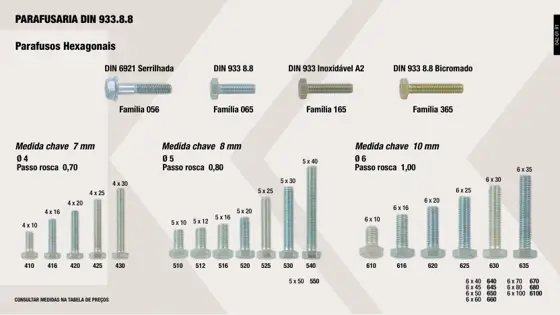 PARAFUSARIA DIN 933.8.8
Parafusos Hexagonais
DIN 6921 Serrilhada
DIN 933 8.8
DIN 933 Inoxidável A2
DIN 933 8.8 Bicromado
Família 056
Família 065
Família 165
Família 365
Medida chave 7 mm
Ø 4
Passo rosca 0,70
4 x 10
4 x 16
4 x 20
4 x 25
4 x 30
410 416 420 425 430
Medida chave 8 mm
Ø 5
Passo rosca 0,80
5 x 10
5 x 12
5 x 16
5 x 20
5 x 25
5 x 30
5 x 40
510 512 516 520 525 530 540
5 x 50 550
Medida chave 10 mm
Ø 6
Passo rosca 1,00
6 x 10
6 x 16
6 x 20
6 x 25
6 x 30
6 x 35
610 616 620 625 630 635
6 x 40 640 6 x 70 670
6 x 45 645 6 x 80 680
6 x 50 650 6 x 100 6100
6 x 60 660
CONSULTAR MEDIDAS NA TABELA DE PREÇOS